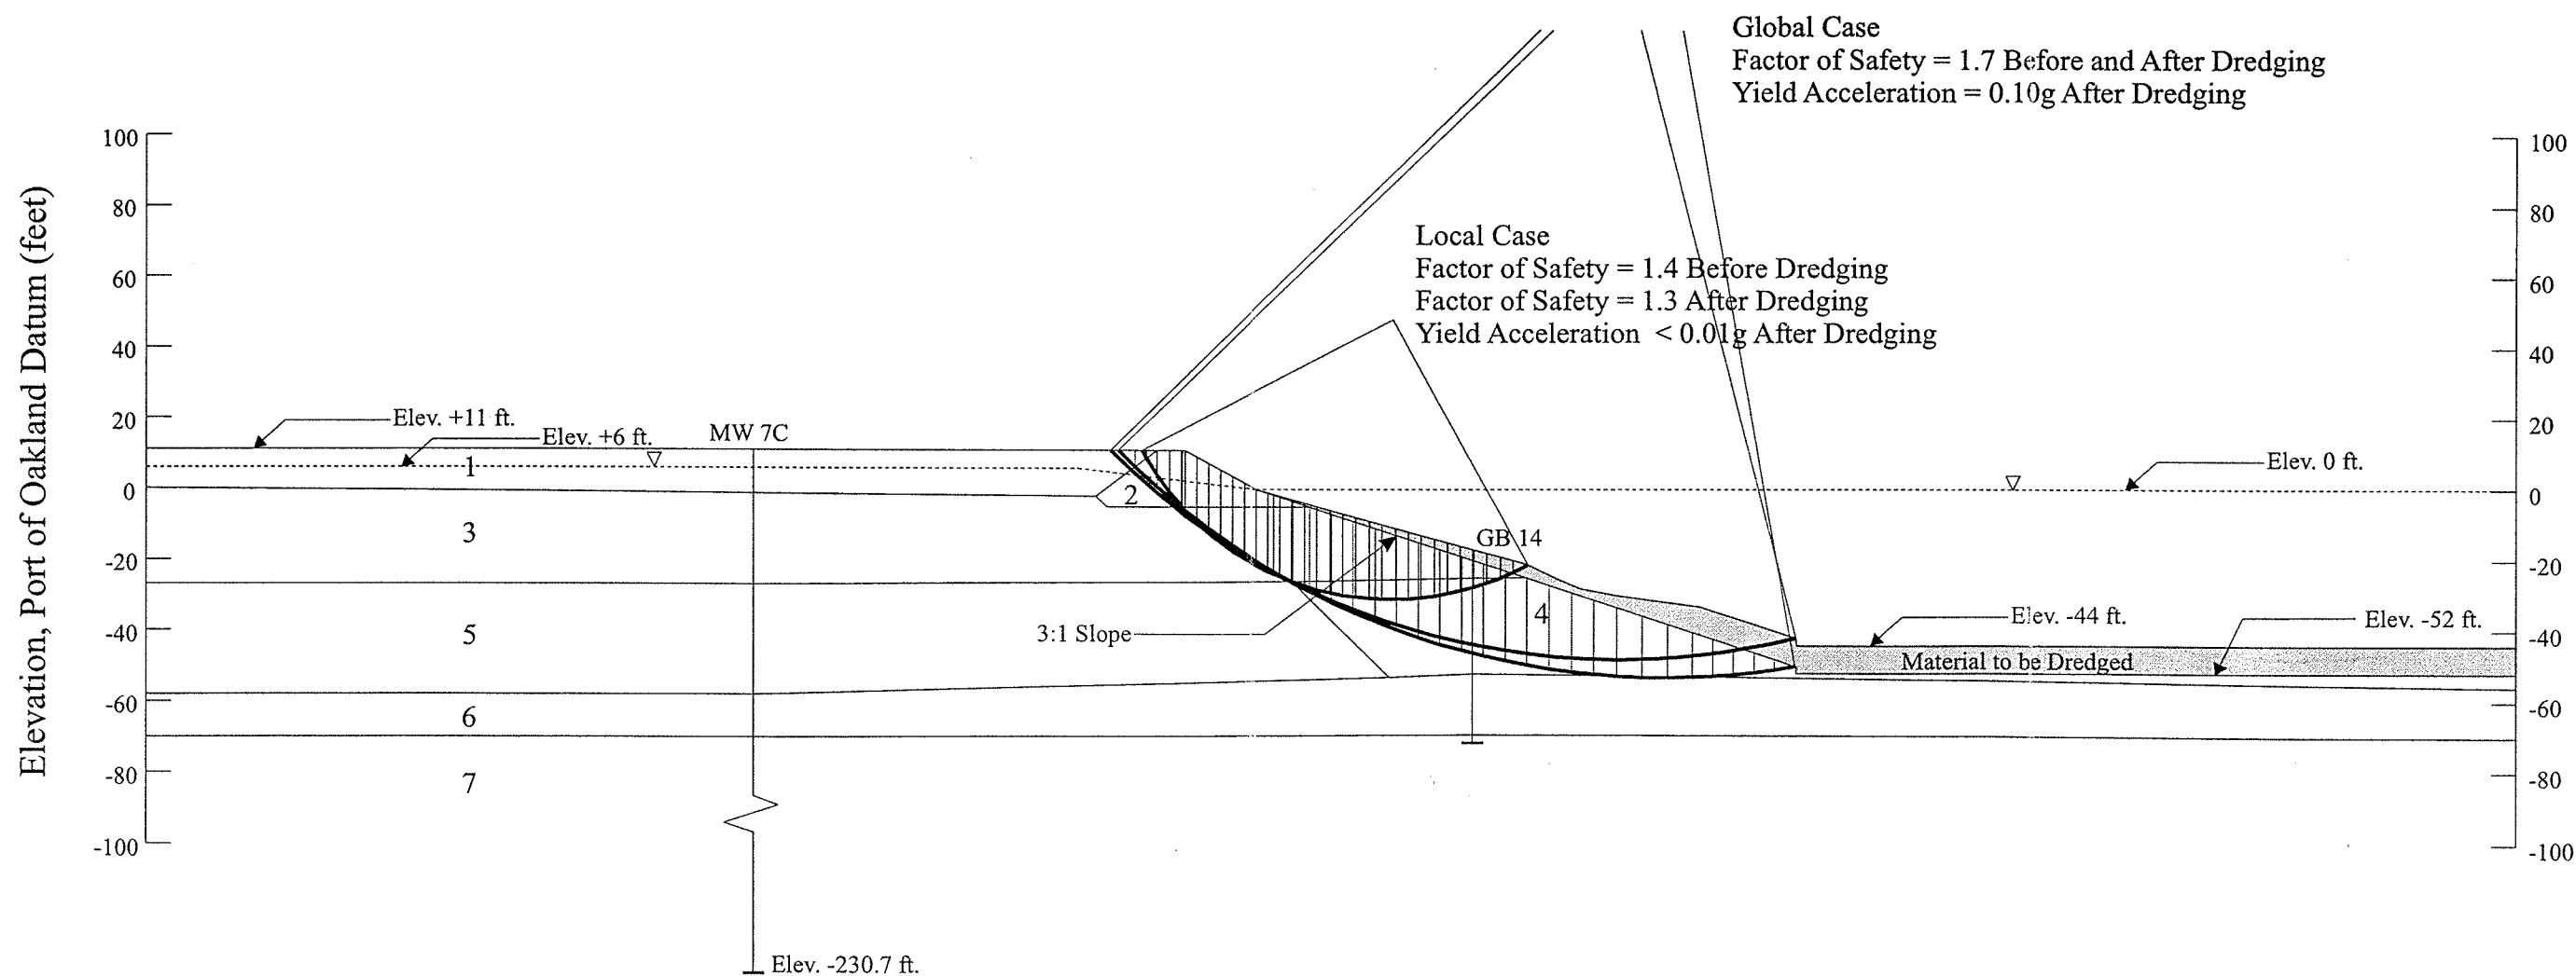 Global Case
Factor of Safety = 1.7 Before and After Dredging
Yield Acceleration = 0.10g After Dredging
Local Case
Factor of Safety = 1.4 Before Dredging
Factor of Safety = 1.3 After Dredging
Yield Acceleration < 0.01g After Dredging
Elevation, Port of Oakland Datum (feet)
100
80
60
40
20
0
-20
-40
-60
-80
-100
Elev. +11 ft.
Elev. +6 ft.
MW 7C
1
2
3
4
5
6
7
GB 14
3:1 Slope
Elev. 0 ft.
Elev. -44 ft.
Elev. -52 ft.
Material to be Dredged
Elev. -230.7 ft.
100
80
60
40
20
0
-20
-40
-60
-80
-100